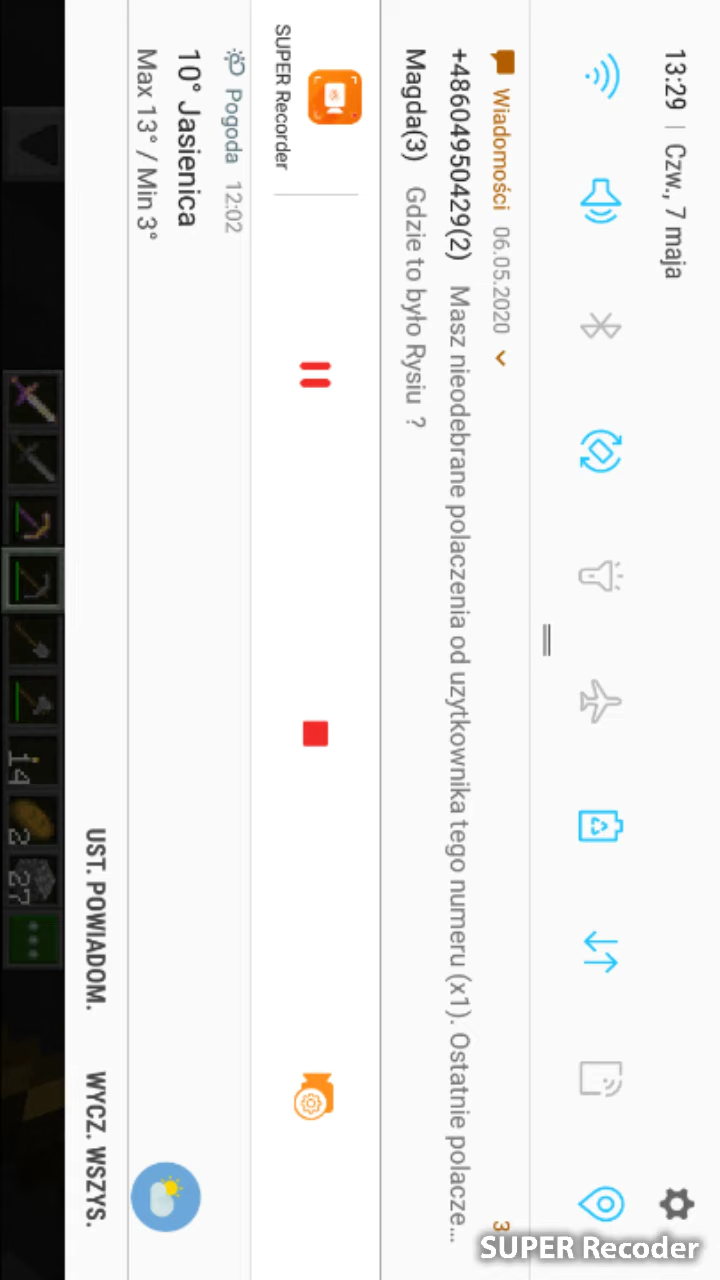 13:29 | Czw., 7 maja
Wiadomości 06.05.2020
3
+48604950429(2) Masz nieodebrane polaczenia od uzytkownika tego numeru (x1). Ostatnie polacze...
Magda(3) Gdzie to było Rysiu ?
SUPER Recorder
Pogoda 12:02
10° Jasienica
Max 13° / Min 3°
UST. POWIADOM. WYCZ. WSZYS.
14
2
27
SUPER Recoder